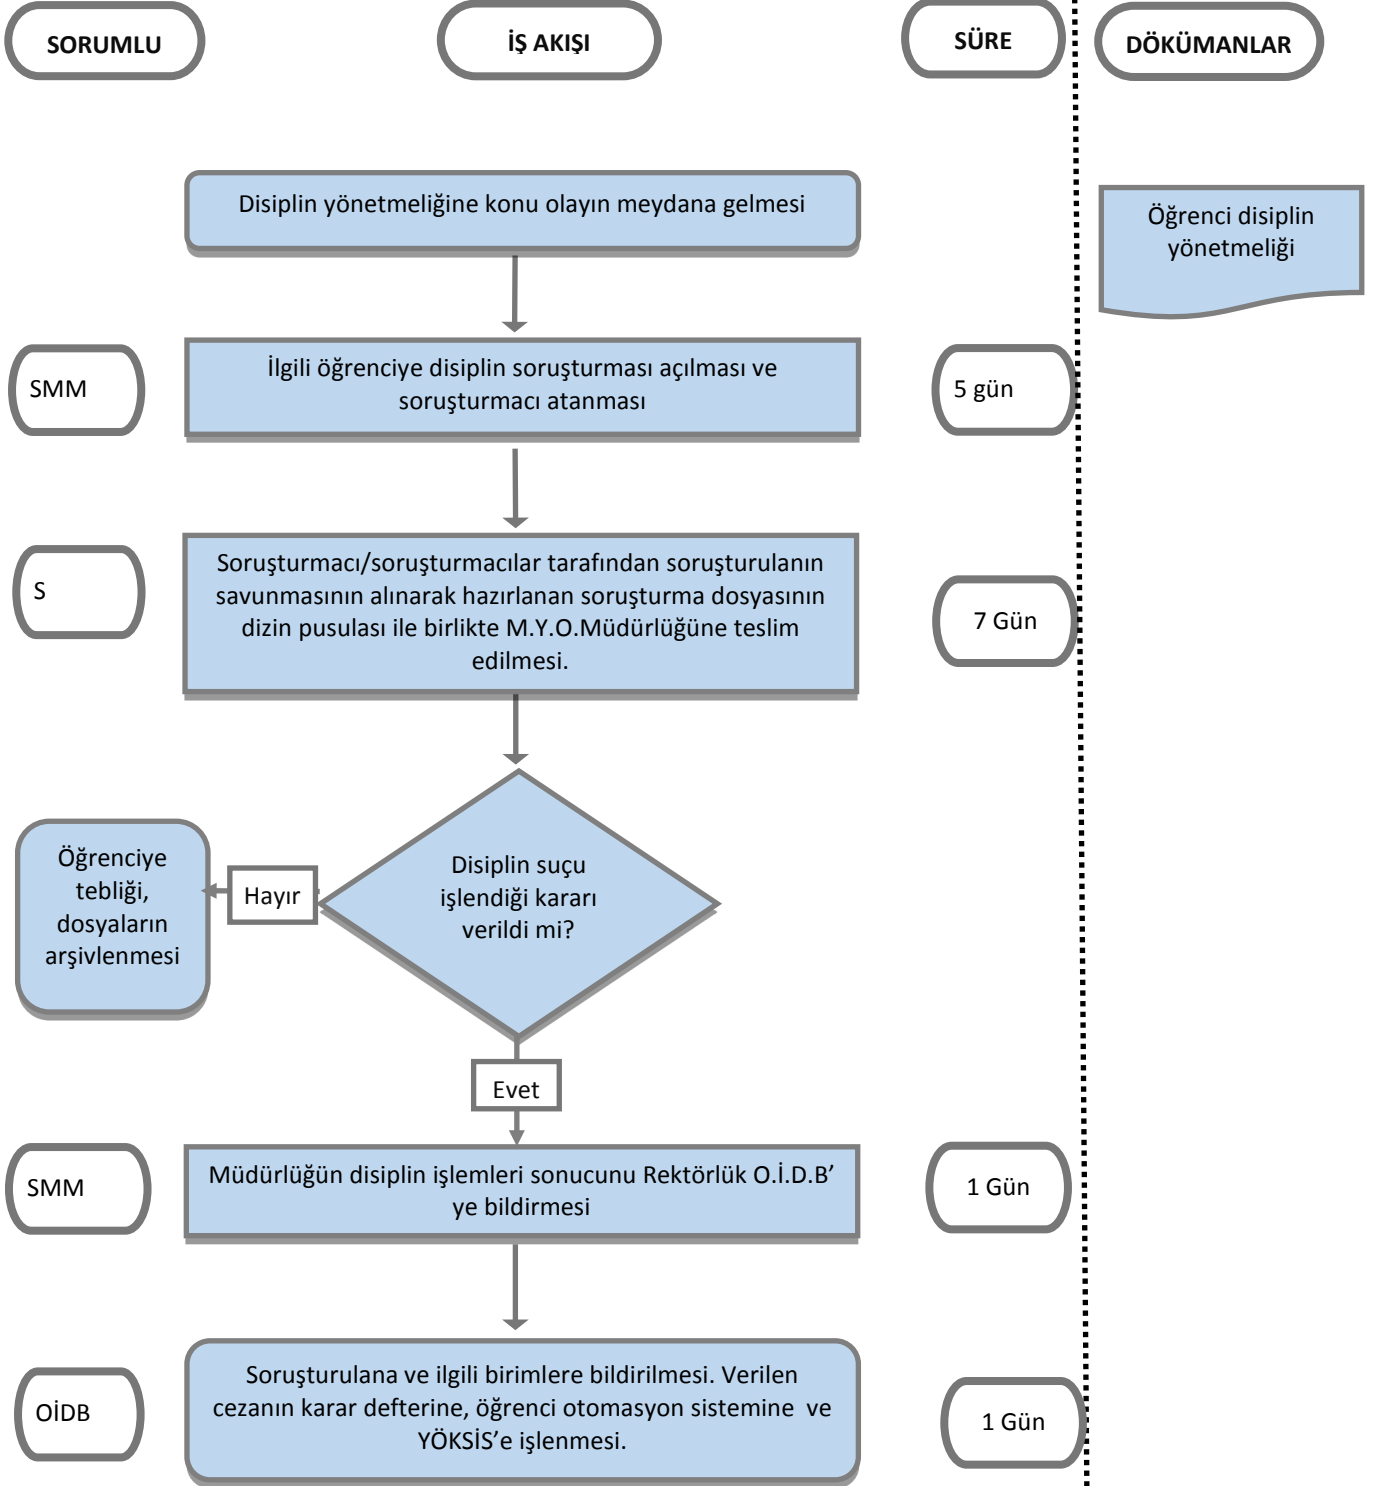 SORUMLU
İŞ AKIŞI
SÜRE
DÖKÜMANLAR
Disiplin yönetmeliğine konu olayın meydana gelmesi
Öğrenci disiplin
yönetmeliği
SMM
İlgili öğrenciye disiplin soruşturması açılması ve
soruşturmacı atanması
5 gün
S
Soruşturmacı/soruşturmacılar tarafından soruşturulanın
savunmasının alınarak hazırlanan soruşturma dosyasının
dizin pusulası ile birlikte M.Y.O.Müdürlüğüne teslim
edilmesi.
7 Gün
Öğrenciye
tebliği,
dosyaların
arşivlenmesi
Hayır
Disiplin suçu
işlendiği kararı
verildi mi?
Evet
SMM
Müdürlüğün disiplin işlemleri sonucunu Rektörlük O.İ.D.B’
ye bildirmesi
1 Gün
OİDB
Soruşturulana ve ilgili birimlere bildirilmesi. Verilen
cezanın karar defterine, öğrenci otomasyon sistemine ve
YÖKSİS’e işlenmesi.
1 Gün